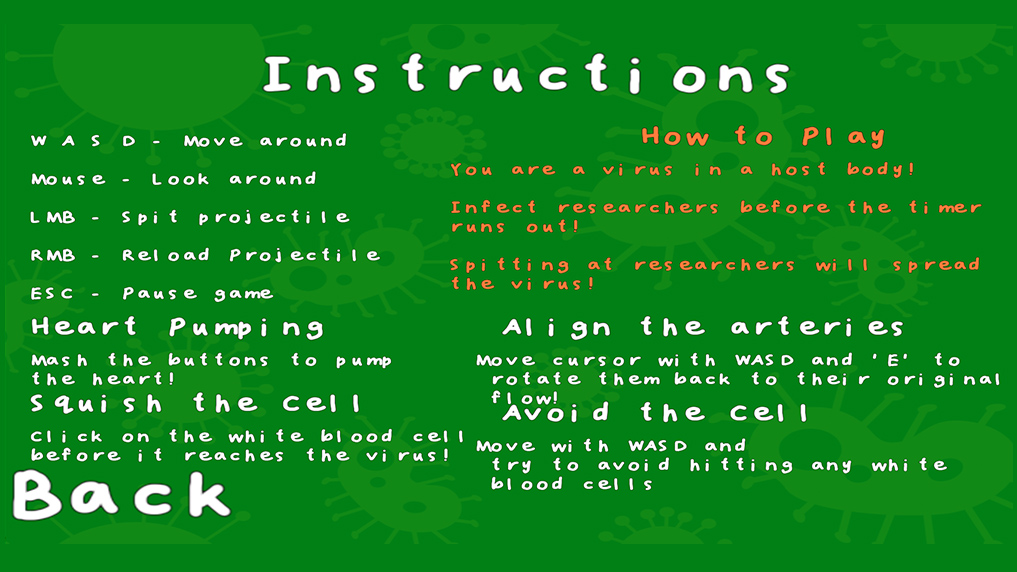 Instructions
W A S D - Move around
Mouse - Look around
LMB - Spit projectile
RMB - Reload Projectile
ESC - Pause game
How to Play
You are a virus in a host body!
Infect researchers before the timer
runs out!
Spitting at researchers will spread
the virus!
Heart Pumping
Mash the buttons to pump
the heart!
Squish the cell
Click on the white blood cell
before it reaches the virus!
Align the arteries
Move cursor with WASD and 'E' to
rotate them back to their original
flow!
Avoid the cell
Move with WASD and
try to avoid hitting any white
blood cells
Back